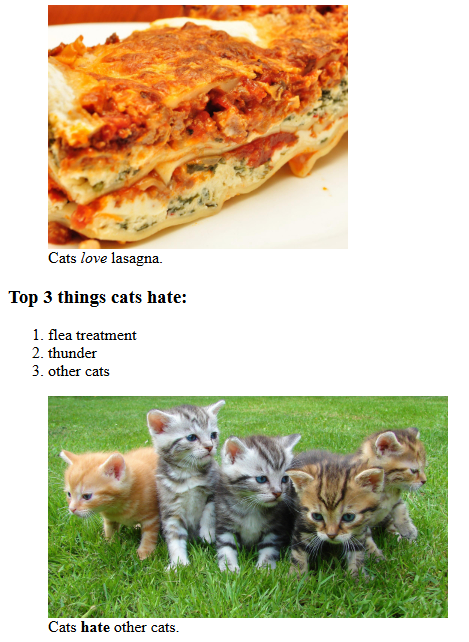 Cats love lasagna.
Top 3 things cats hate:
1. flea treatment
2. thunder
3. other cats
Cats hate other cats.